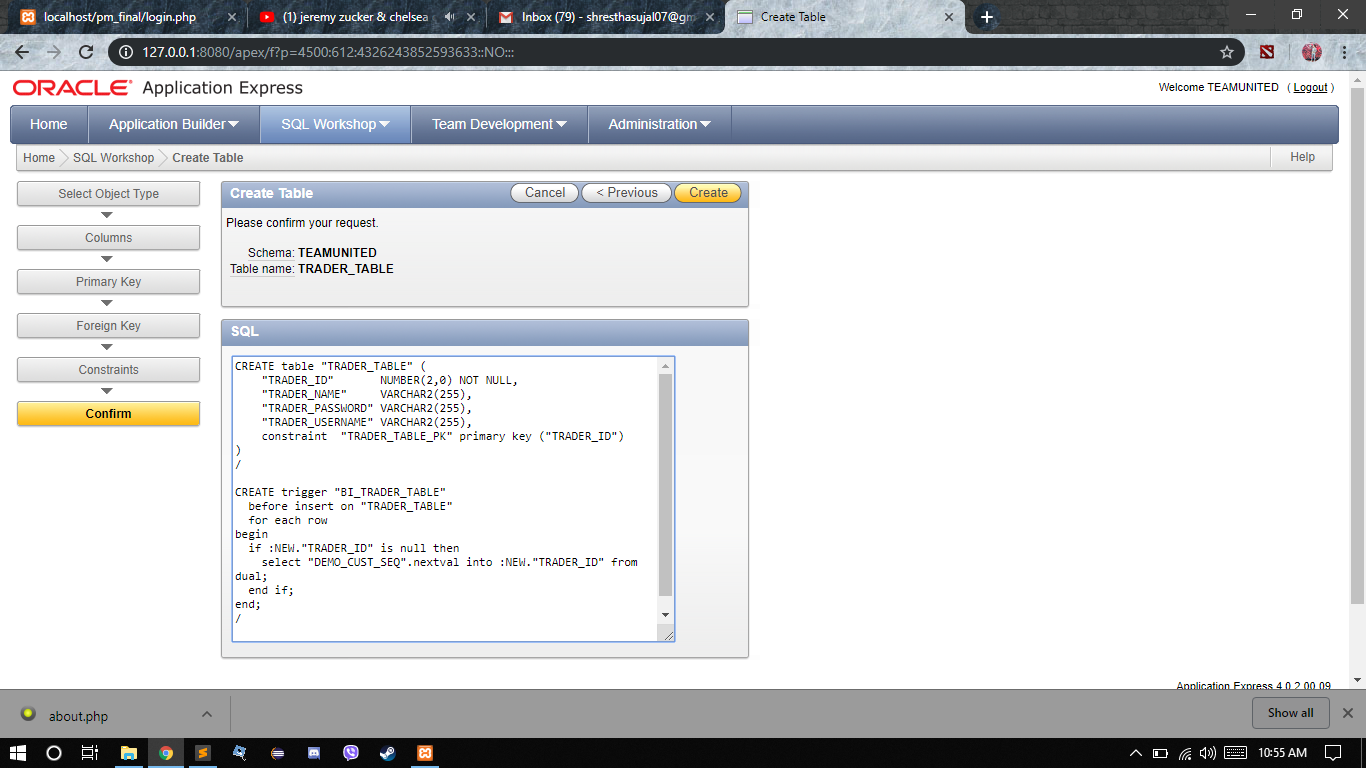 localhost/pm_final/login.php
(1) jeremy zucker & chelsea
Inbox (79) - shresthasujal07@gm
Create Table
127.0.0.1:8080/apex/f?p=4500:612:4326243852593633::NO:::
ORACLE Application Express
Welcome TEAMUNITED ( Logout )
Home Application Builder SQL Workshop Team Development Administration
Home SQL Workshop Create Table Help
Select Object Type
Columns
Primary Key
Foreign Key
Constraints
Confirm
Create Table Cancel < Previous Create
Please confirm your request.
Schema: TEAMUNITED
Table name: TRADER_TABLE
SQL
CREATE table "TRADER_TABLE" (
    "TRADER_ID"       NUMBER(2,0) NOT NULL,
    "TRADER_NAME"     VARCHAR2(255),
    "TRADER_PASSWORD" VARCHAR2(255),
    "TRADER_USERNAME" VARCHAR2(255),
    constraint  "TRADER_TABLE_PK" primary key ("TRADER_ID")
)
/
CREATE trigger "BI_TRADER_TABLE"
  before insert on "TRADER_TABLE"
  for each row
begin
  if :NEW."TRADER_ID" is null then
    select "DEMO_CUST_SEQ".nextval into :NEW."TRADER_ID" from
dual;
  end if;
end;
/
Application Express 4.0.2.00.09
about.php
Show all
10:55 AM